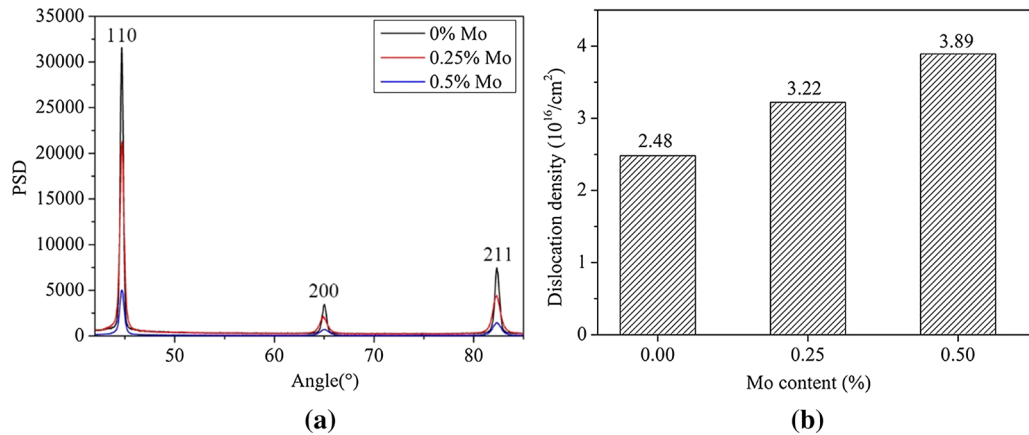 35000
30000
25000
20000
15000
10000
5000
0
PSD
110
200
211
0% Mo
0.25% Mo
0.5% Mo
50
60
70
80
Angle(°)
(a)
4
3
2
1
0
Dislocation density (10^16/cm^2)
2.48
3.22
3.89
0.00
0.25
0.50
Mo content (%)
(b)